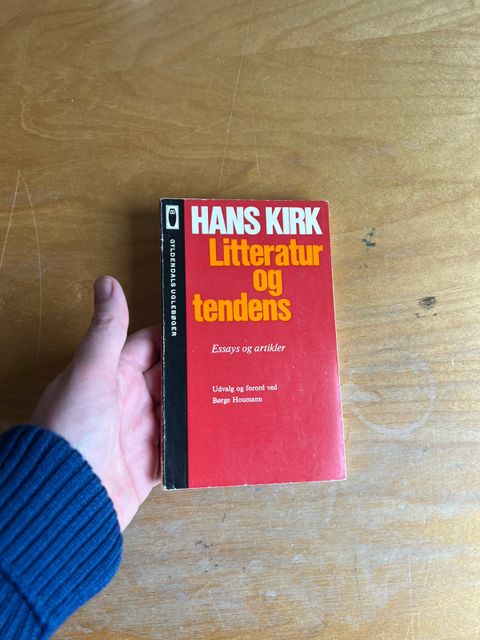 HANS KIRK
Litteratur
og
tendens
Essays og artikler
Udvalg og forord ved
Børge Houmann
GYLDENDALS UGLEBØGER